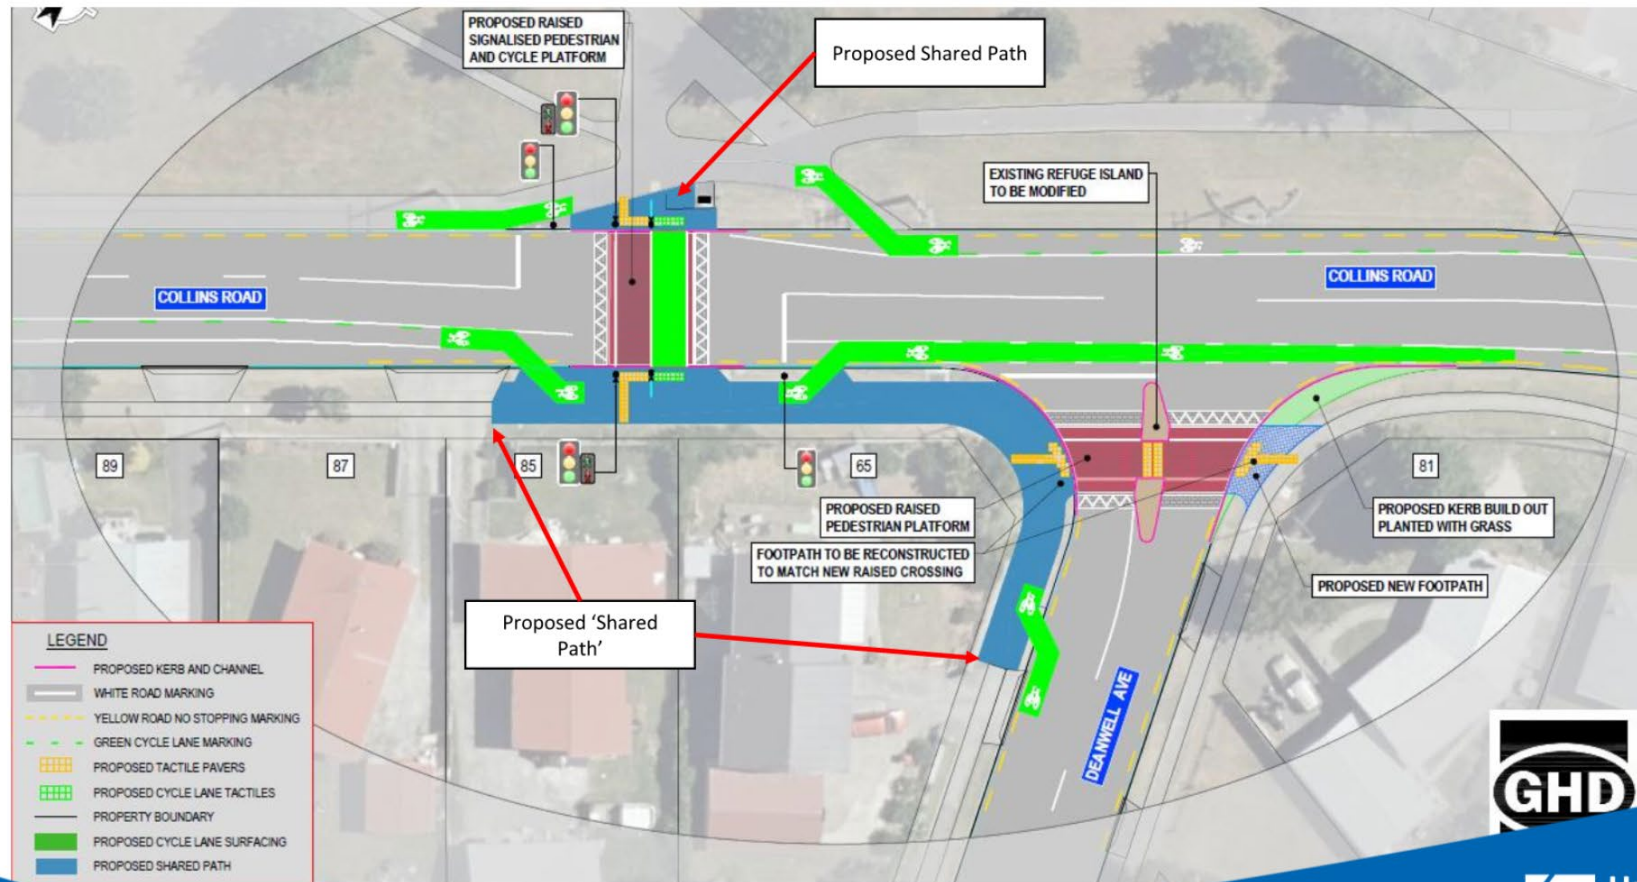 PROPOSED RAISED
SIGNALISED PEDESTRIAN
AND CYCLE PLATFORM
Proposed Shared Path
EXISTING REFUGE ISLAND
TO BE MODIFIED
COLLINS ROAD
COLLINS ROAD
89
87
85
65
81
PROPOSED RAISED
PEDESTRIAN PLATFORM
FOOTPATH TO BE RECONSTRUCTED
TO MATCH NEW RAISED CROSSING
PROPOSED KERB BUILD OUT
PLANTED WITH GRASS
PROPOSED NEW FOOTPATH
Proposed ‘Shared
Path’
DEANWELL AVE
LEGEND
PROPOSED KERB AND CHANNEL
WHITE ROAD MARKING
YELLOW ROAD NO STOPPING MARKING
GREEN CYCLE LANE MARKING
PROPOSED TACTILE PAVERS
PROPOSED CYCLE LANE TACTILES
PROPERTY BOUNDARY
PROPOSED CYCLE LANE SURFACING
PROPOSED SHARED PATH
GHD